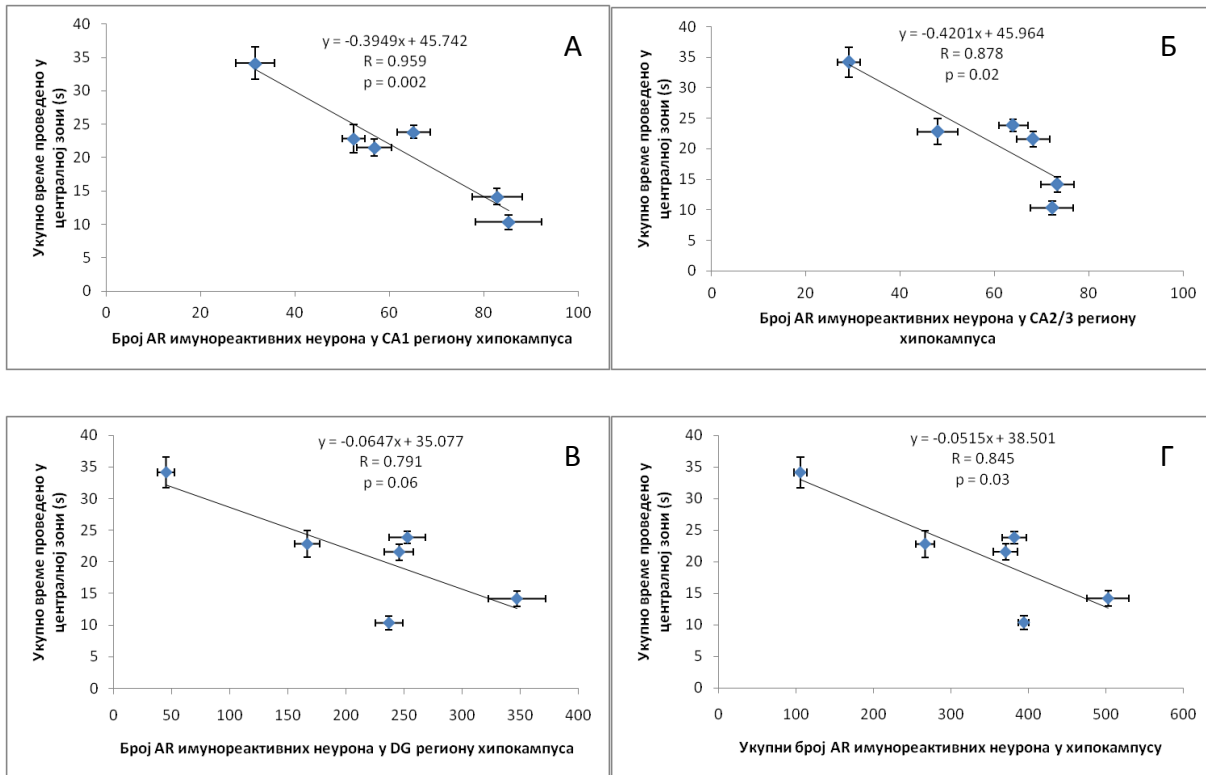 А
y = -0.3949x + 45.742
R = 0.959
p = 0.002
Укупно време проведено у
централној зони (s)
40
35
30
25
20
15
10
5
0
0 20 40 60 80 100
Број AR имунореактивних неурона у CA1 региону хипокампуса
Б
y = -0.4201x + 45.964
R = 0.878
p = 0.02
Укупно време проведено у
централној зони (s)
40
35
30
25
20
15
10
5
0
0 20 40 60 80 100
Број AR имунореактивних неурона у CA2/3 региону
хипокампуса
В
y = -0.0647x + 35.077
R = 0.791
p = 0.06
Укупно време проведено у
централној зони (s)
40
35
30
25
20
15
10
5
0
0 50 100 150 200 250 300 350 400
Број AR имунореактивних неурона у DG региону хипокампуса
Г
y = -0.0515x + 38.501
R = 0.845
p = 0.03
Укупно време проведено у
централној зони (s)
40
35
30
25
20
15
10
5
0
0 100 200 300 400 500 600
Укупни број AR имунореактивних неурона у хипокампусу